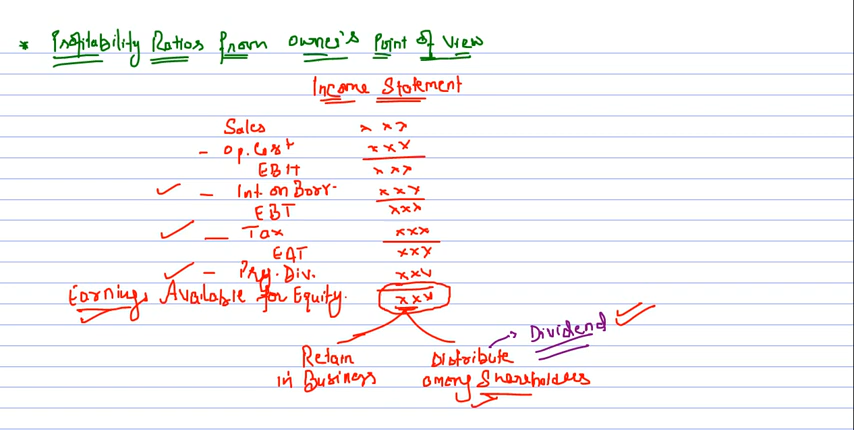 * Profitability Ratios from Owner's Point of View
Income Statement
Sales xxx
- Op. Cost xxx
EBIT xxx
✓ - Int. on Borr. xxx
EBT xxx
✓ - Tax xxx
EAT xxx
✓ - Pref. Div. xxx
Earnings Available for Equity. xxx
Dividend ✓
Retain Distribute
in Business among Shareholders